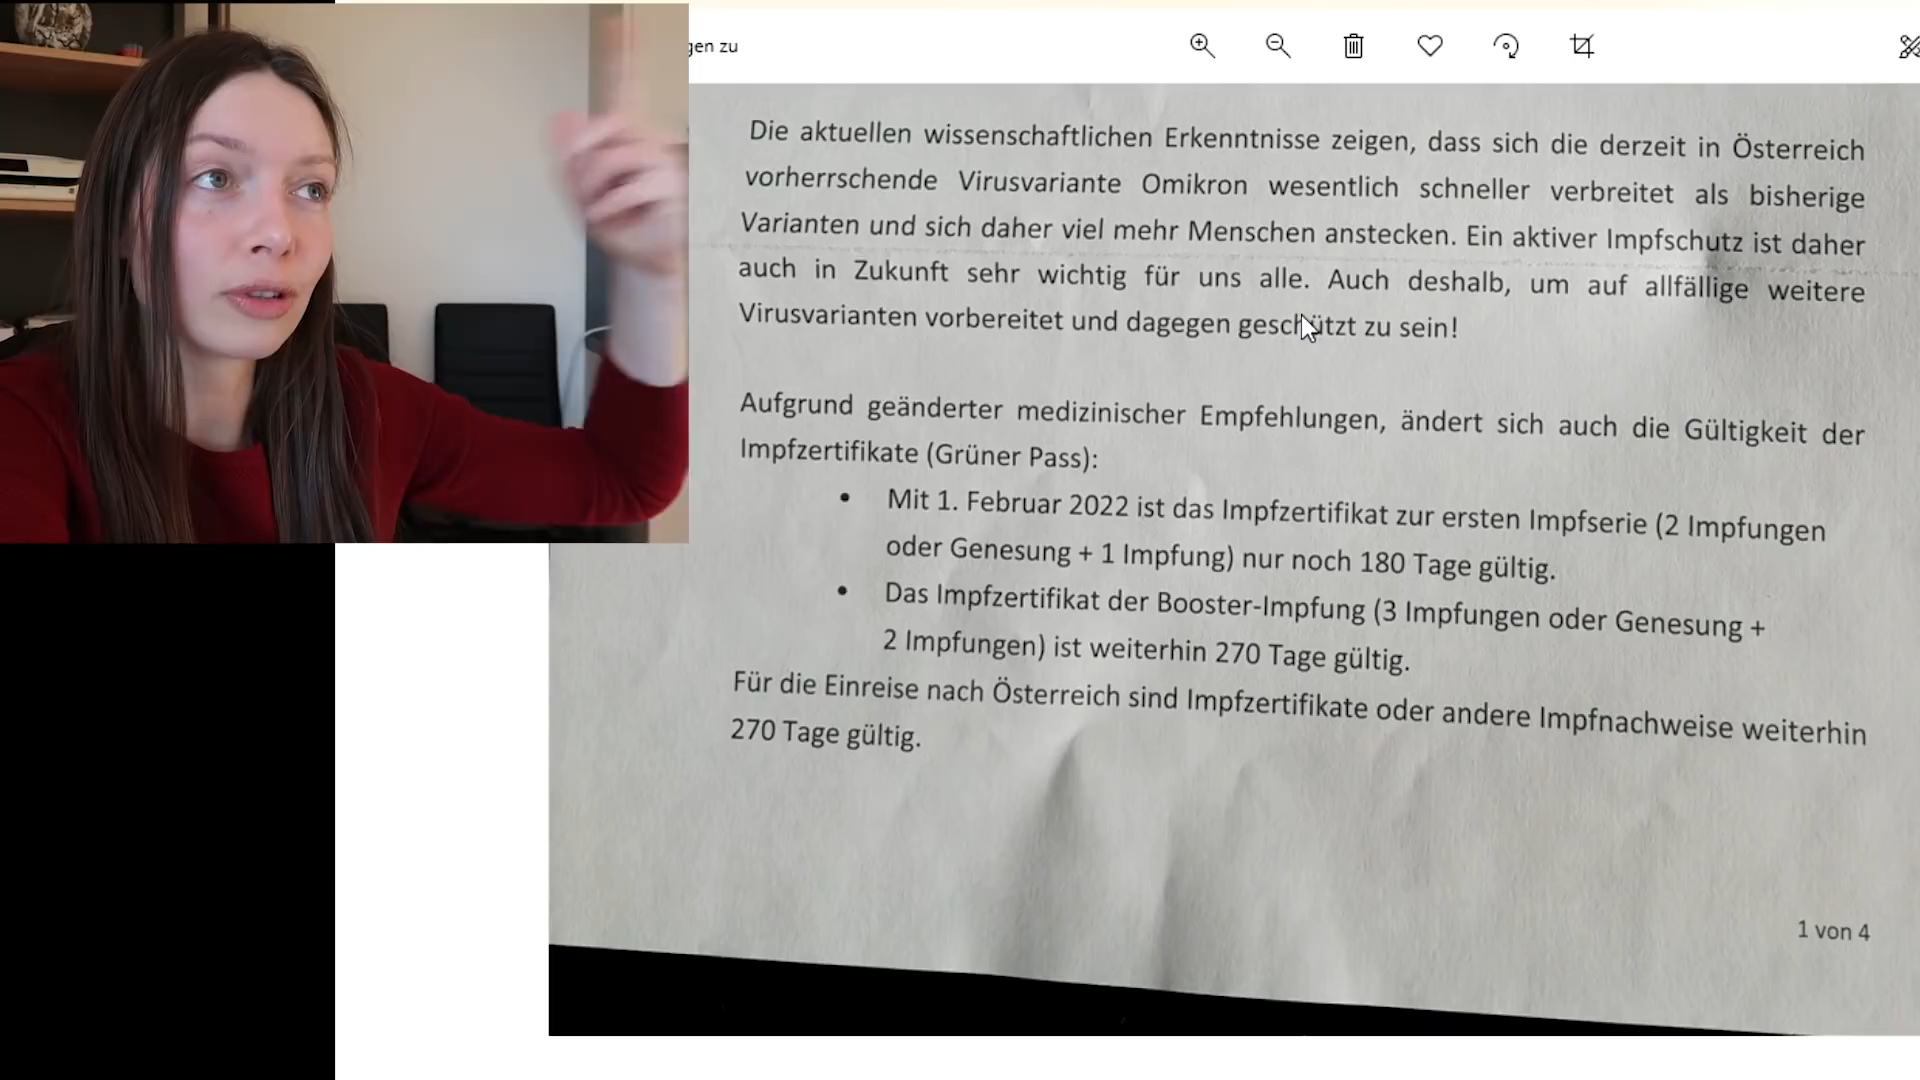 gen zu
Die aktuellen wissenschaftlichen Erkenntnisse zeigen, dass sich die derzeit in Österreich
vorherrschende Virusvariante Omikron wesentlich schneller verbreitet als bisherige
Varianten und sich daher viel mehr Menschen anstecken. Ein aktiver Impfschutz ist daher
auch in Zukunft sehr wichtig für uns alle. Auch deshalb, um auf allfällige weitere
Virusvarianten vorbereitet und dagegen geschützt zu sein!
Aufgrund geänderter medizinischer Empfehlungen, ändert sich auch die Gültigkeit der
Impfzertifikate (Grüner Pass):
• Mit 1. Februar 2022 ist das Impfzertifikat zur ersten Impfserie (2 Impfungen
oder Genesung + 1 Impfung) nur noch 180 Tage gültig.
• Das Impfzertifikat der Booster-Impfung (3 Impfungen oder Genesung +
2 Impfungen) ist weiterhin 270 Tage gültig.
Für die Einreise nach Österreich sind Impfzertifikate oder andere Impfnachweise weiterhin
270 Tage gültig.
1 von 4